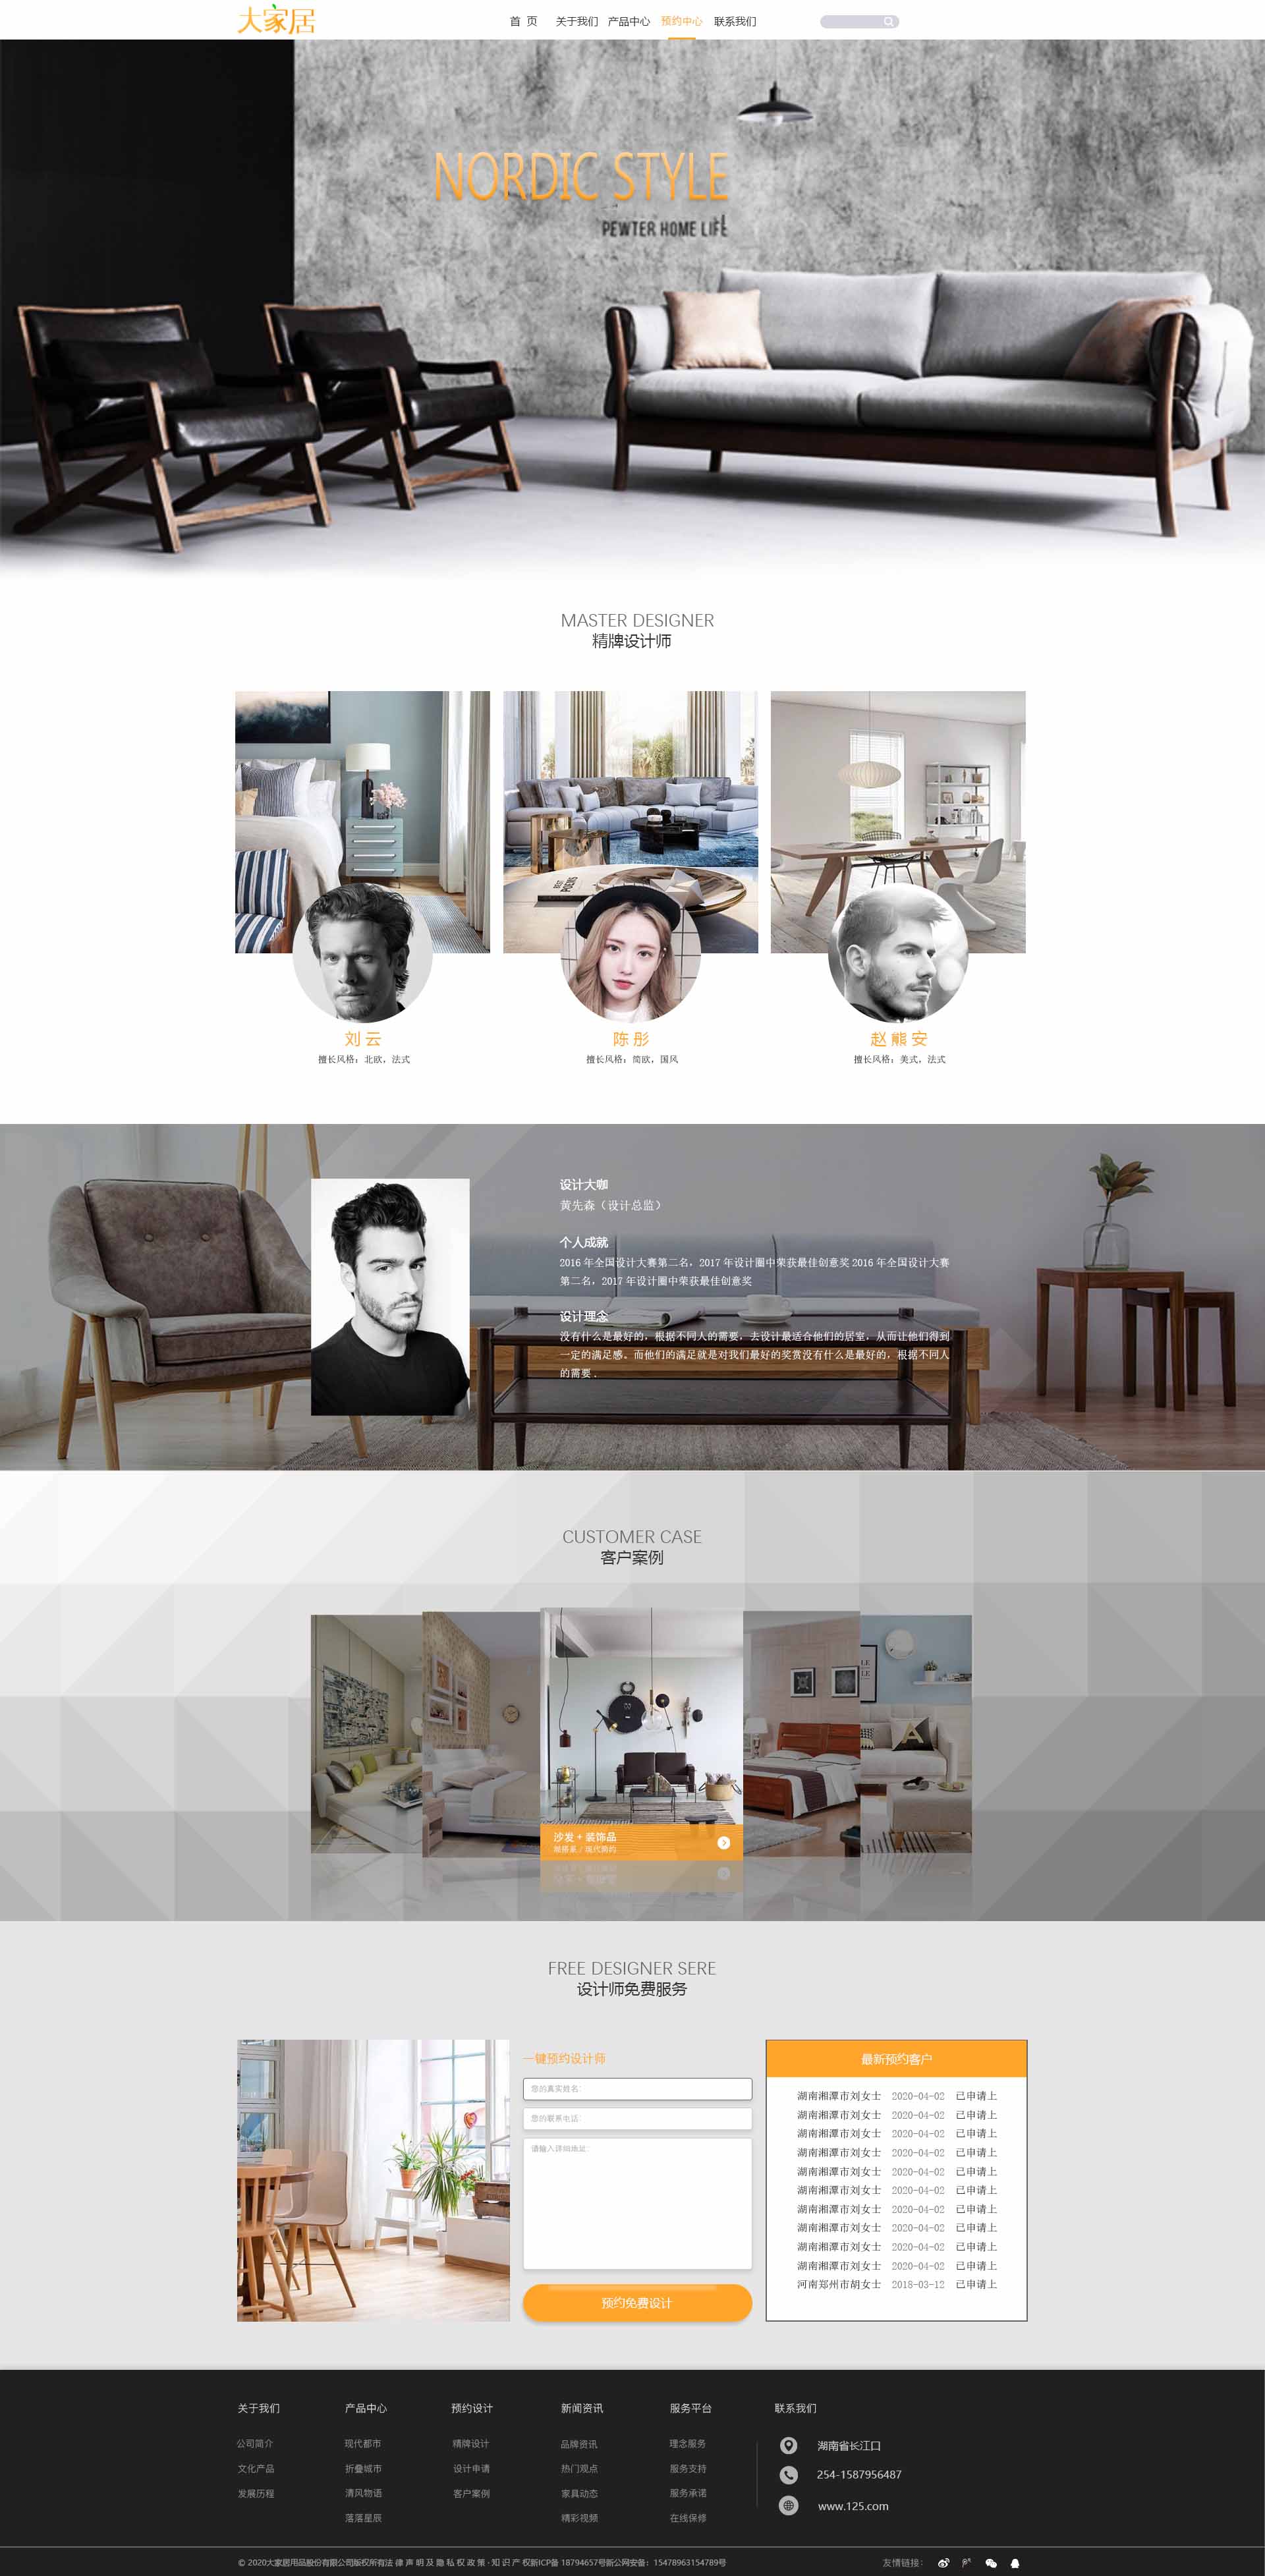 大家居
首 页 关于我们 产品中心 预约中心 联系我们
NORDIC STYLE
PEWTER HOME LIFE
MASTER DESIGNER
精牌设计师
刘云
擅长风格：北欧，法式
陈彤
擅长风格：简欧，国风
赵熊安
擅长风格：美式，法式
设计大咖
黄先森（设计总监）
个人成就
2016 年全国设计大赛第二名，2017 年设计圈中荣获最佳创意奖 2016 年全国设计大赛
第二名，2017 年设计圈中荣获最佳创意奖
设计理念
没有什么是最好的，根据不同人的需要，去设计最适合他们的居室，从而让他们得到
一定的满足感。而他们的满足就是对我们最好的奖赏没有什么是最好的，根据不同人
的需要 .
CUSTOMER CASE
客户案例
沙发 + 装饰品
FREE DESIGNER SERE
设计师免费服务
一键预约设计师
您的真实姓名:
您的联系电话:
请输入详细地址:
预约免费设计
最新预约客户
湖南湘潭市刘女士 2020-04-02 已申请上
湖南湘潭市刘女士 2020-04-02 已申请上
湖南湘潭市刘女士 2020-04-02 已申请上
湖南湘潭市刘女士 2020-04-02 已申请上
湖南湘潭市刘女士 2020-04-02 已申请上
湖南湘潭市刘女士 2020-04-02 已申请上
湖南湘潭市刘女士 2020-04-02 已申请上
湖南湘潭市刘女士 2020-04-02 已申请上
湖南湘潭市刘女士 2020-04-02 已申请上
湖南湘潭市刘女士 2020-04-02 已申请上
河南郑州市胡女士 2018-03-12 已申请上
关于我们 产品中心 预约设计 新闻资讯 服务平台 联系我们
公司简介 现代都市 精牌设计 品牌资讯 理念服务 湖南省长江口
文化产品 折叠城市 设计申请 热门观点 服务支持 254-1587956487
发展历程 清风物语 客户案例 家具动态 服务承诺 www.125.com
落落星辰 精彩视频 在线保修
© 2020大家居用品股份有限公司版权所有法 律 声 明 及 隐 私 权 政 策 · 知 识 产 权新ICP备 18794657号新公网安备：15478963154789号 友情链接：